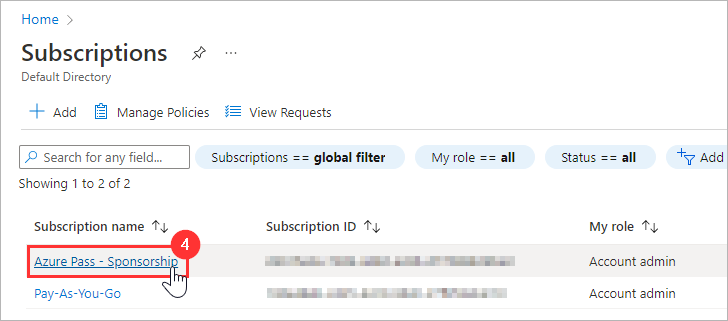 Home >
Subscriptions ...
Default Directory
+ Add Manage Policies View Requests
Search for any field... Subscriptions == global filter My role == all Status == all Add
Showing 1 to 2 of 2
Subscription name ↑↓ Subscription ID ↑↓ My role
4
Azure Pass - Sponsorship Account admin
Pay-As-You-Go Account admin